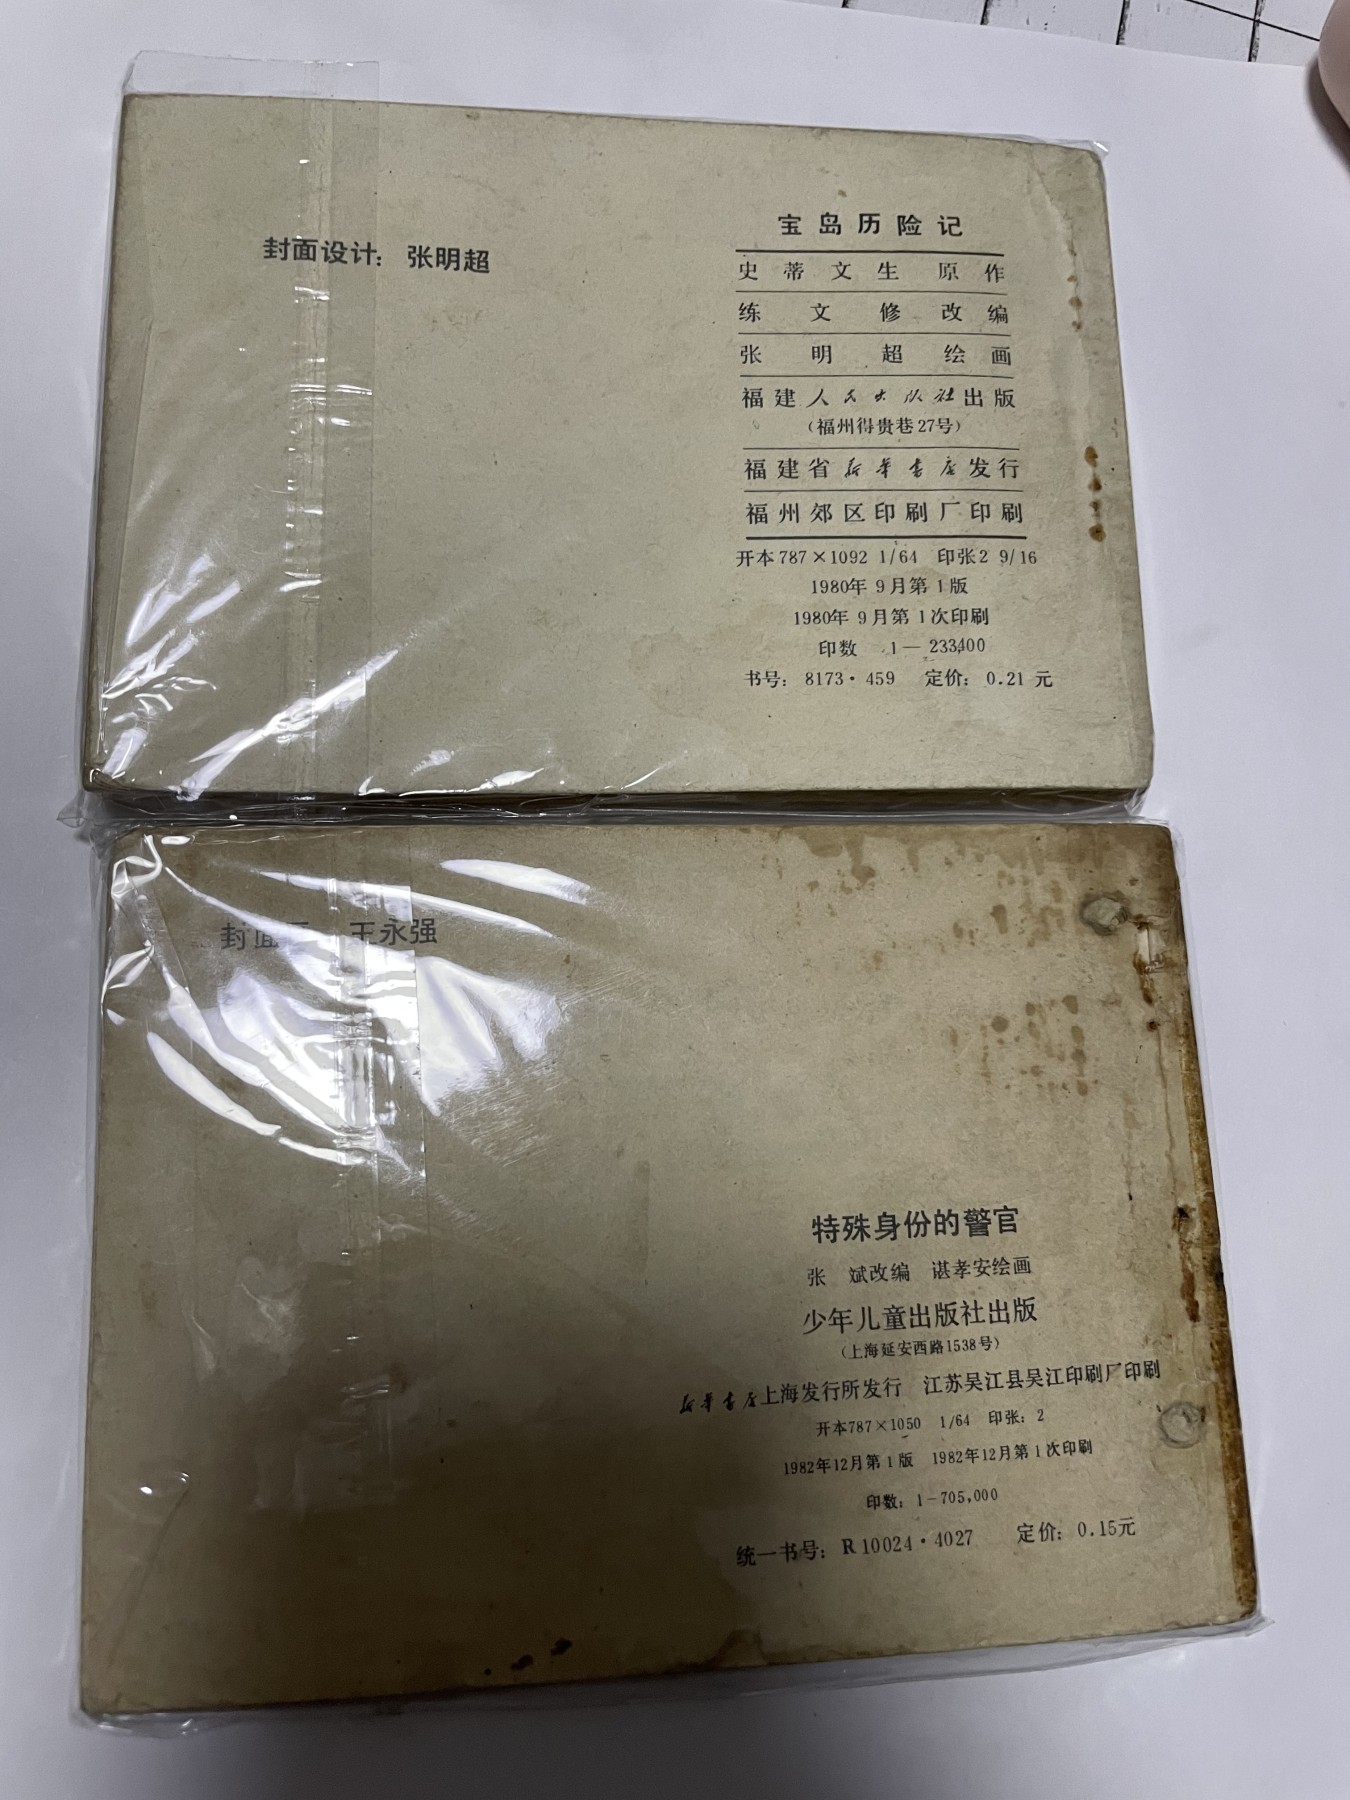 封面设计：张明超
宝岛历险记
史蒂文生 原作
练文修改编
张明超绘画
福建人民出版社出版
（福州得贵巷27号）
福建省新华书店发行
福州郊区印刷厂印刷
开本787×1092 1/64 印张2 9/16
1980年9月第1版
1980年9月第1次印刷
印数 1—233,400
书号：8173·459 定价：0.21元
封面 王永强
特殊身份的警官
张 斌改编 谌孝安绘画
少年儿童出版社出版
（上海延安西路1538号）
新华书店上海发行所发行 江苏吴江县吴江印刷厂印刷
开本787×1050 1/64 印张：2
1982年12月第1版 1982年12月第1次印刷
印数：1-705,000
统一书号：R10024·4027 定价：0.15元